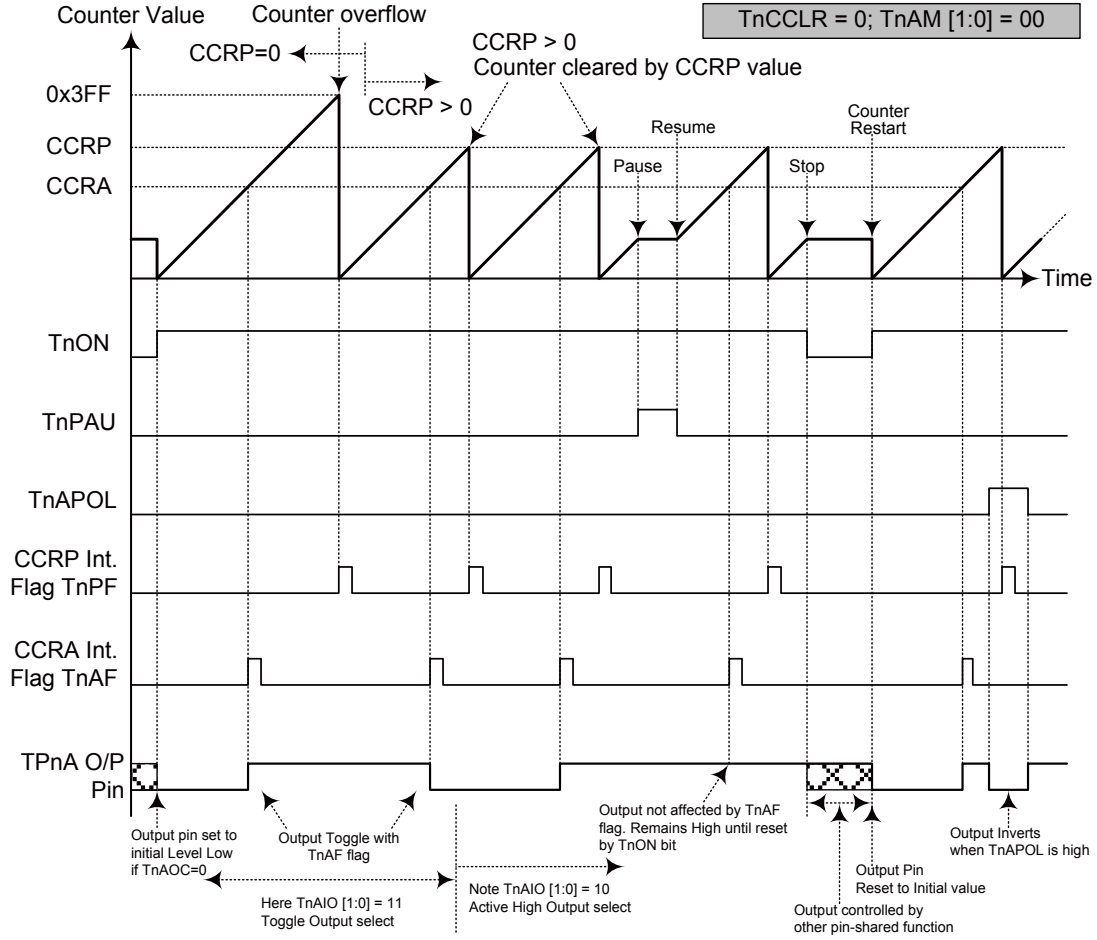 Counter Value
Counter overflow
TnCCLR = 0; TnAM [1:0] = 00
CCRP=0
CCRP > 0
CCRP > 0
Counter cleared by CCRP value
0x3FF
CCRP
CCRA
Pause
Resume
Stop
Counter
Restart
Time
TnON
TnPAU
TnAPOL
CCRP Int.
Flag TnPF
CCRA Int.
Flag TnAF
TPnA O/P
Pin
Output pin set to
initial Level Low
if TnAOC=0
Output Toggle with
TnAF flag
Output not affected by TnAF
flag. Remains High until reset
by TnON bit
Output Inverts
when TnAPOL is high
Output Pin
Reset to Initial value
Here TnAIO [1:0] = 11
Toggle Output select
Note TnAIO [1:0] = 10
Active High Output select
Output controlled by
other pin-shared function